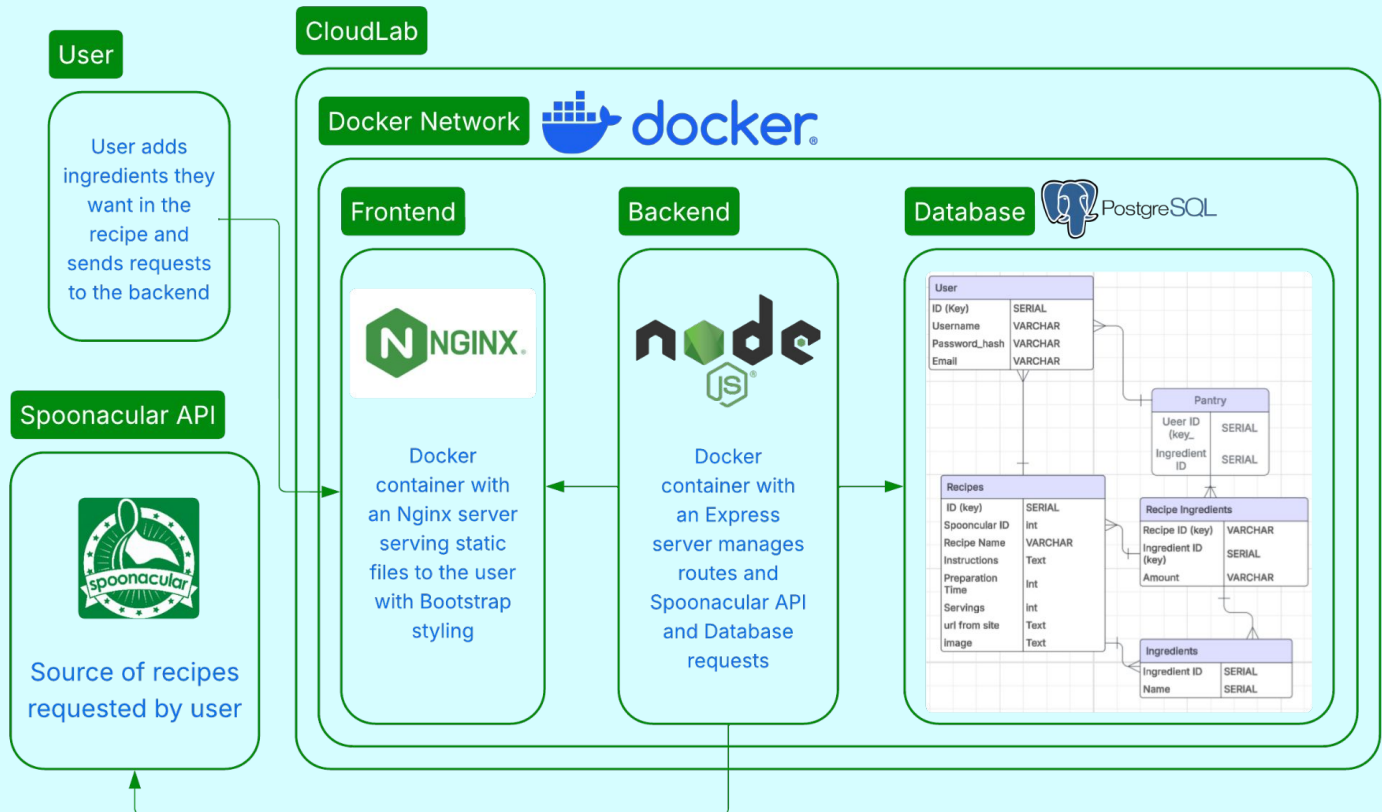 CloudLab
User
User adds
ingredients they
want in the
recipe and
sends requests
to the backend
Docker Network
docker®
Frontend
NGINX®
Docker
container with
an Nginx server
serving static
files to the user
with Bootstrap
styling
Backend
node
JS®
Docker
container with
an Express
server manages
routes and
Spoonacular API
and Database
requests
Database
PostgreSQL
User
ID (Key) SERIAL
Username VARCHAR
Password_hash VARCHAR
Email VARCHAR
Pantry
Ueer ID
(key_ SERIAL
Ingredient
ID SERIAL
Recipes
ID (key) SERIAL
Spooncular ID int
Recipe Name VARCHAR
Instructions Text
Preparation
Time Int
Servings int
url from site Text
image Text
Recipe Ingredients
Recipe ID (key) VARCHAR
Ingredient ID
(key) SERIAL
Amount VARCHAR
Ingredients
Ingredient ID SERIAL
Name SERIAL
Spoonacular API
spoonacular
Source of recipes
requested by user